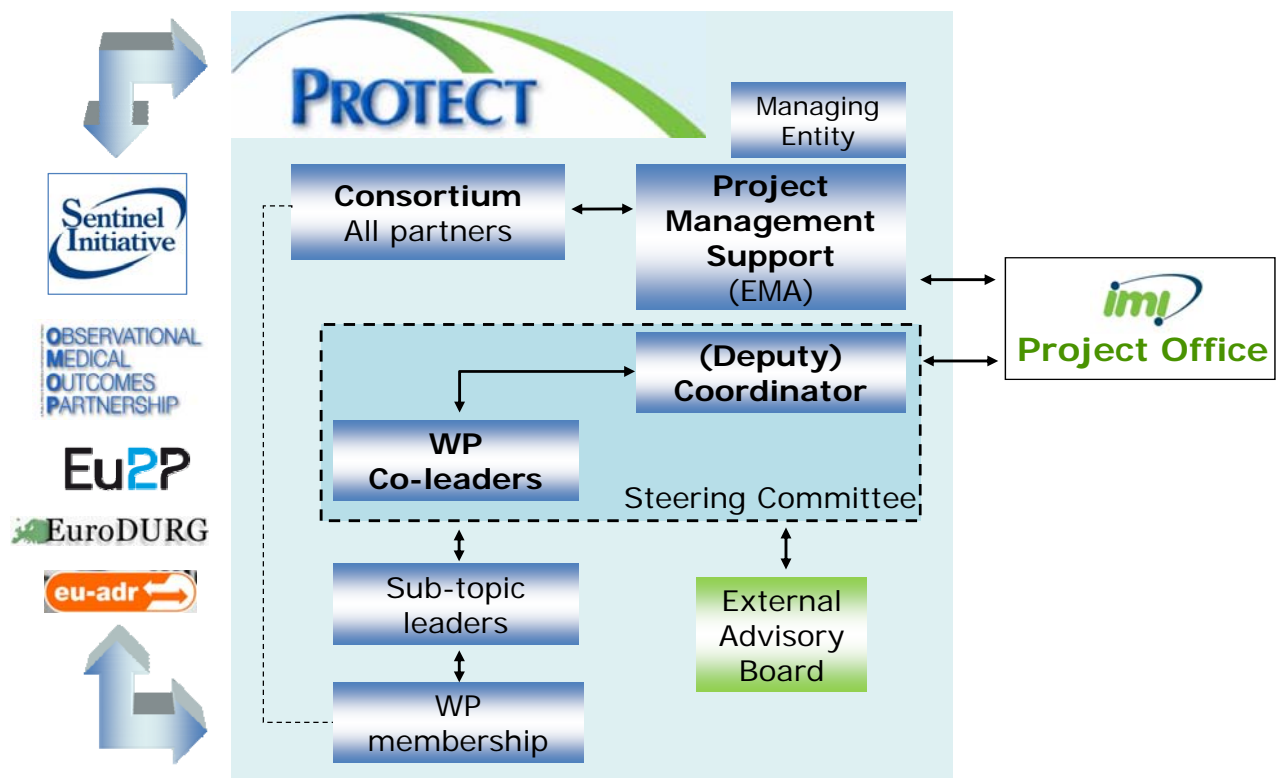 PROTECT
Managing
Entity
Consortium
All partners
Project
Management
Support
(EMA)
Sentinel
Initiative
imi
Project Office
OBSERVATIONAL
MEDICAL
OUTCOMES
PARTNERSHIP
(Deputy)
Coordinator
WP
Co-leaders
Steering Committee
Eu2P
EuroDURG
eu-adr
Sub-topic
leaders
External
Advisory
Board
WP
membership